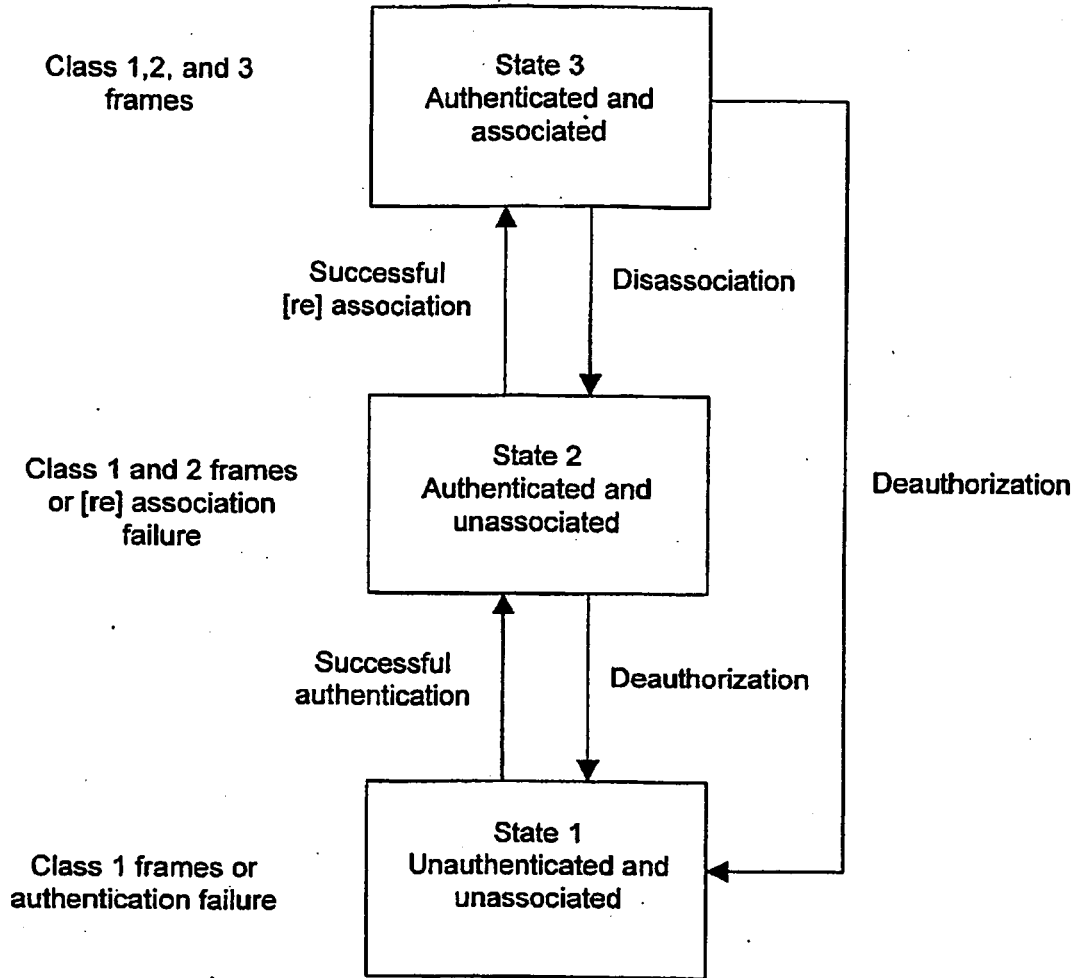 Class 1,2, and 3
frames
State 3
Authenticated and
associated
Successful
[re] association
Disassociation
Class 1 and 2 frames
or [re] association
failure
State 2
Authenticated and
unassociated
Deauthorization
Successful
authentication
Deauthorization
Class 1 frames or
authentication failure
State 1
Unauthenticated and
unassociated